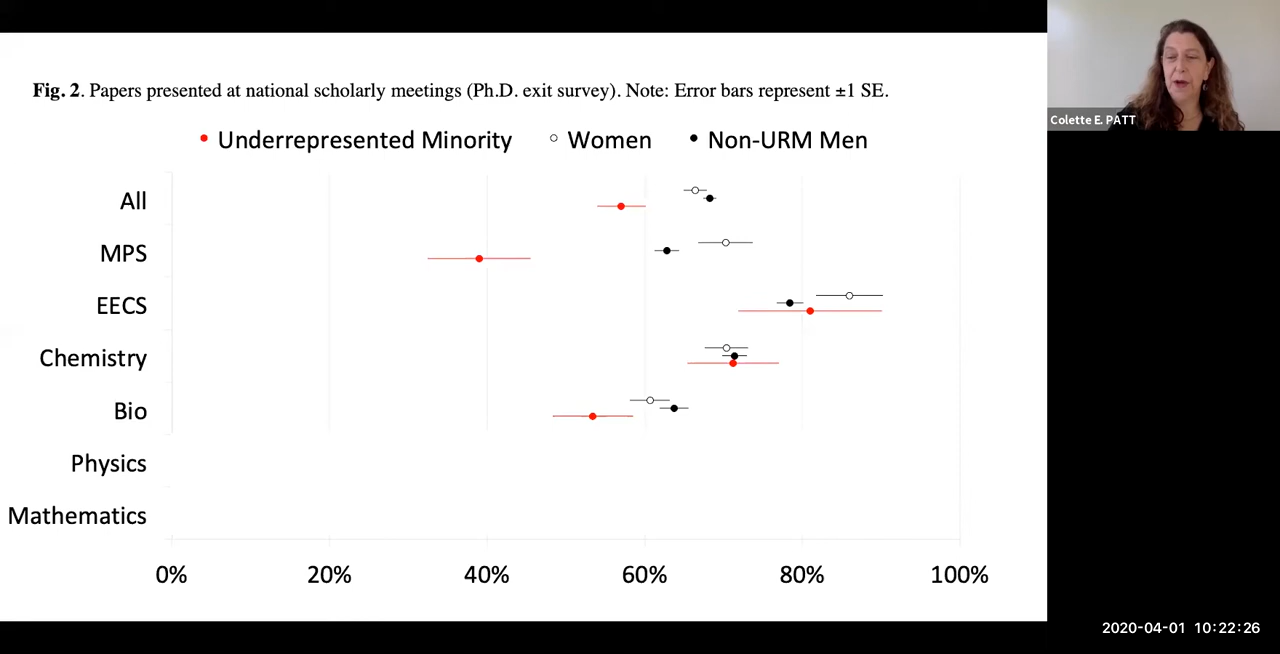 Fig. 2. Papers presented at national scholarly meetings (Ph.D. exit survey). Note: Error bars represent ±1 SE.
Underrepresented Minority Women Non-URM Men
All
MPS
EECS
Chemistry
Bio
Physics
Mathematics
0% 20% 40% 60% 80% 100%
Colette E. PATT
2020-04-01 10:22:26